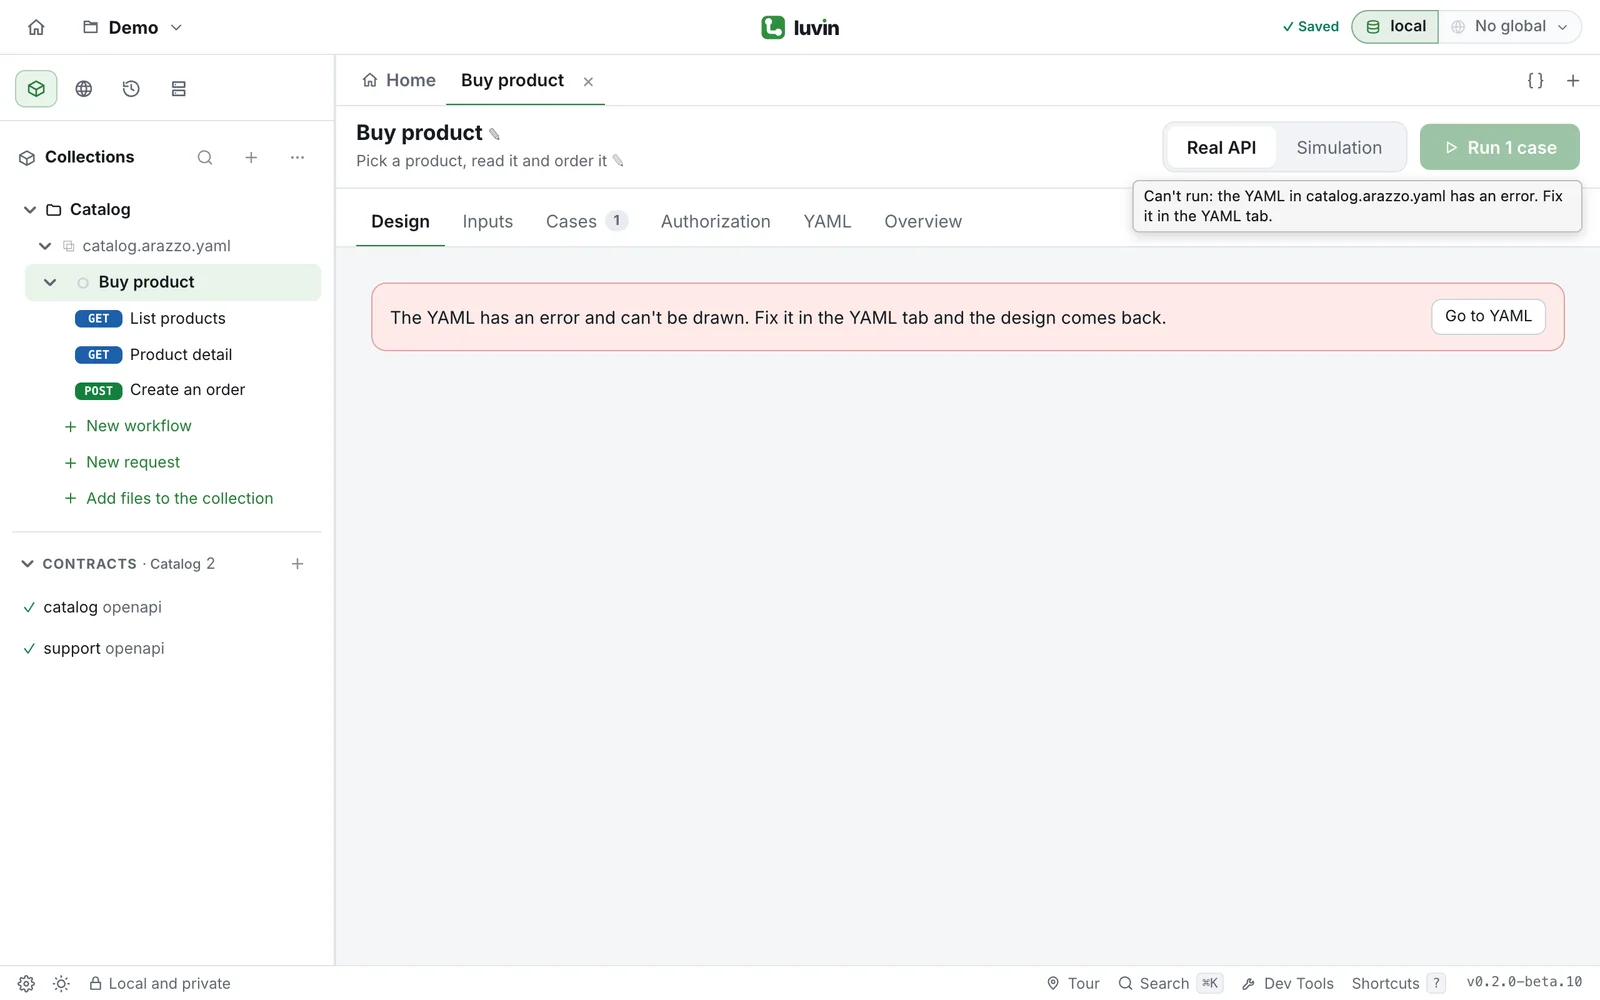 Demo
luvin
Saved
local
No global
Home
Buy product
{ }
Collections
Buy product
Pick a product, read it and order it
Real API
Simulation
Run 1 case
Can't run: the YAML in catalog.arazzo.yaml has an error. Fix
it in the YAML tab.
Catalog
catalog.arazzo.yaml
Buy product
GET List products
GET Product detail
POST Create an order
New workflow
New request
Add files to the collection
CONTRACTS · Catalog 2
catalog openapi
support openapi
Design
Inputs
Cases 1
Authorization
YAML
Overview
The YAML has an error and can't be drawn. Fix it in the YAML tab and the design comes back.
Go to YAML
Local and private
Tour
Search ⌘K
Dev Tools
Shortcuts ?
v0.2.0-beta.10